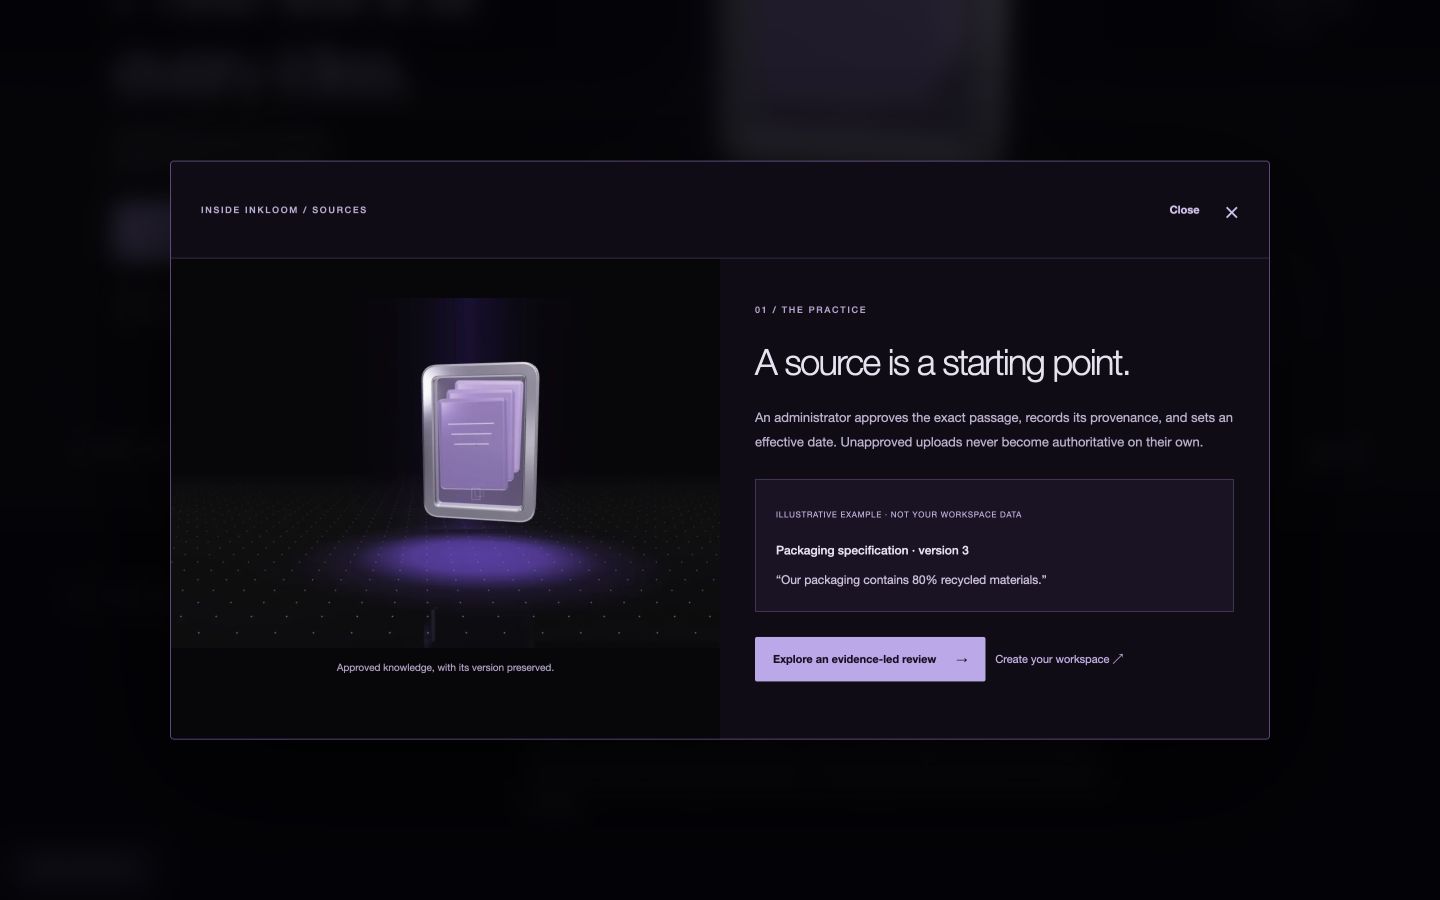 INSIDE INKLOOM / SOURCES
Close ×
01 / THE PRACTICE
A source is a starting point.
An administrator approves the exact passage, records its provenance, and sets an
effective date. Unapproved uploads never become authoritative on their own.
ILLUSTRATIVE EXAMPLE · NOT YOUR WORKSPACE DATA
Packaging specification · version 3
“Our packaging contains 80% recycled materials.”
Explore an evidence-led review →
Create your workspace ↗
Approved knowledge, with its version preserved.